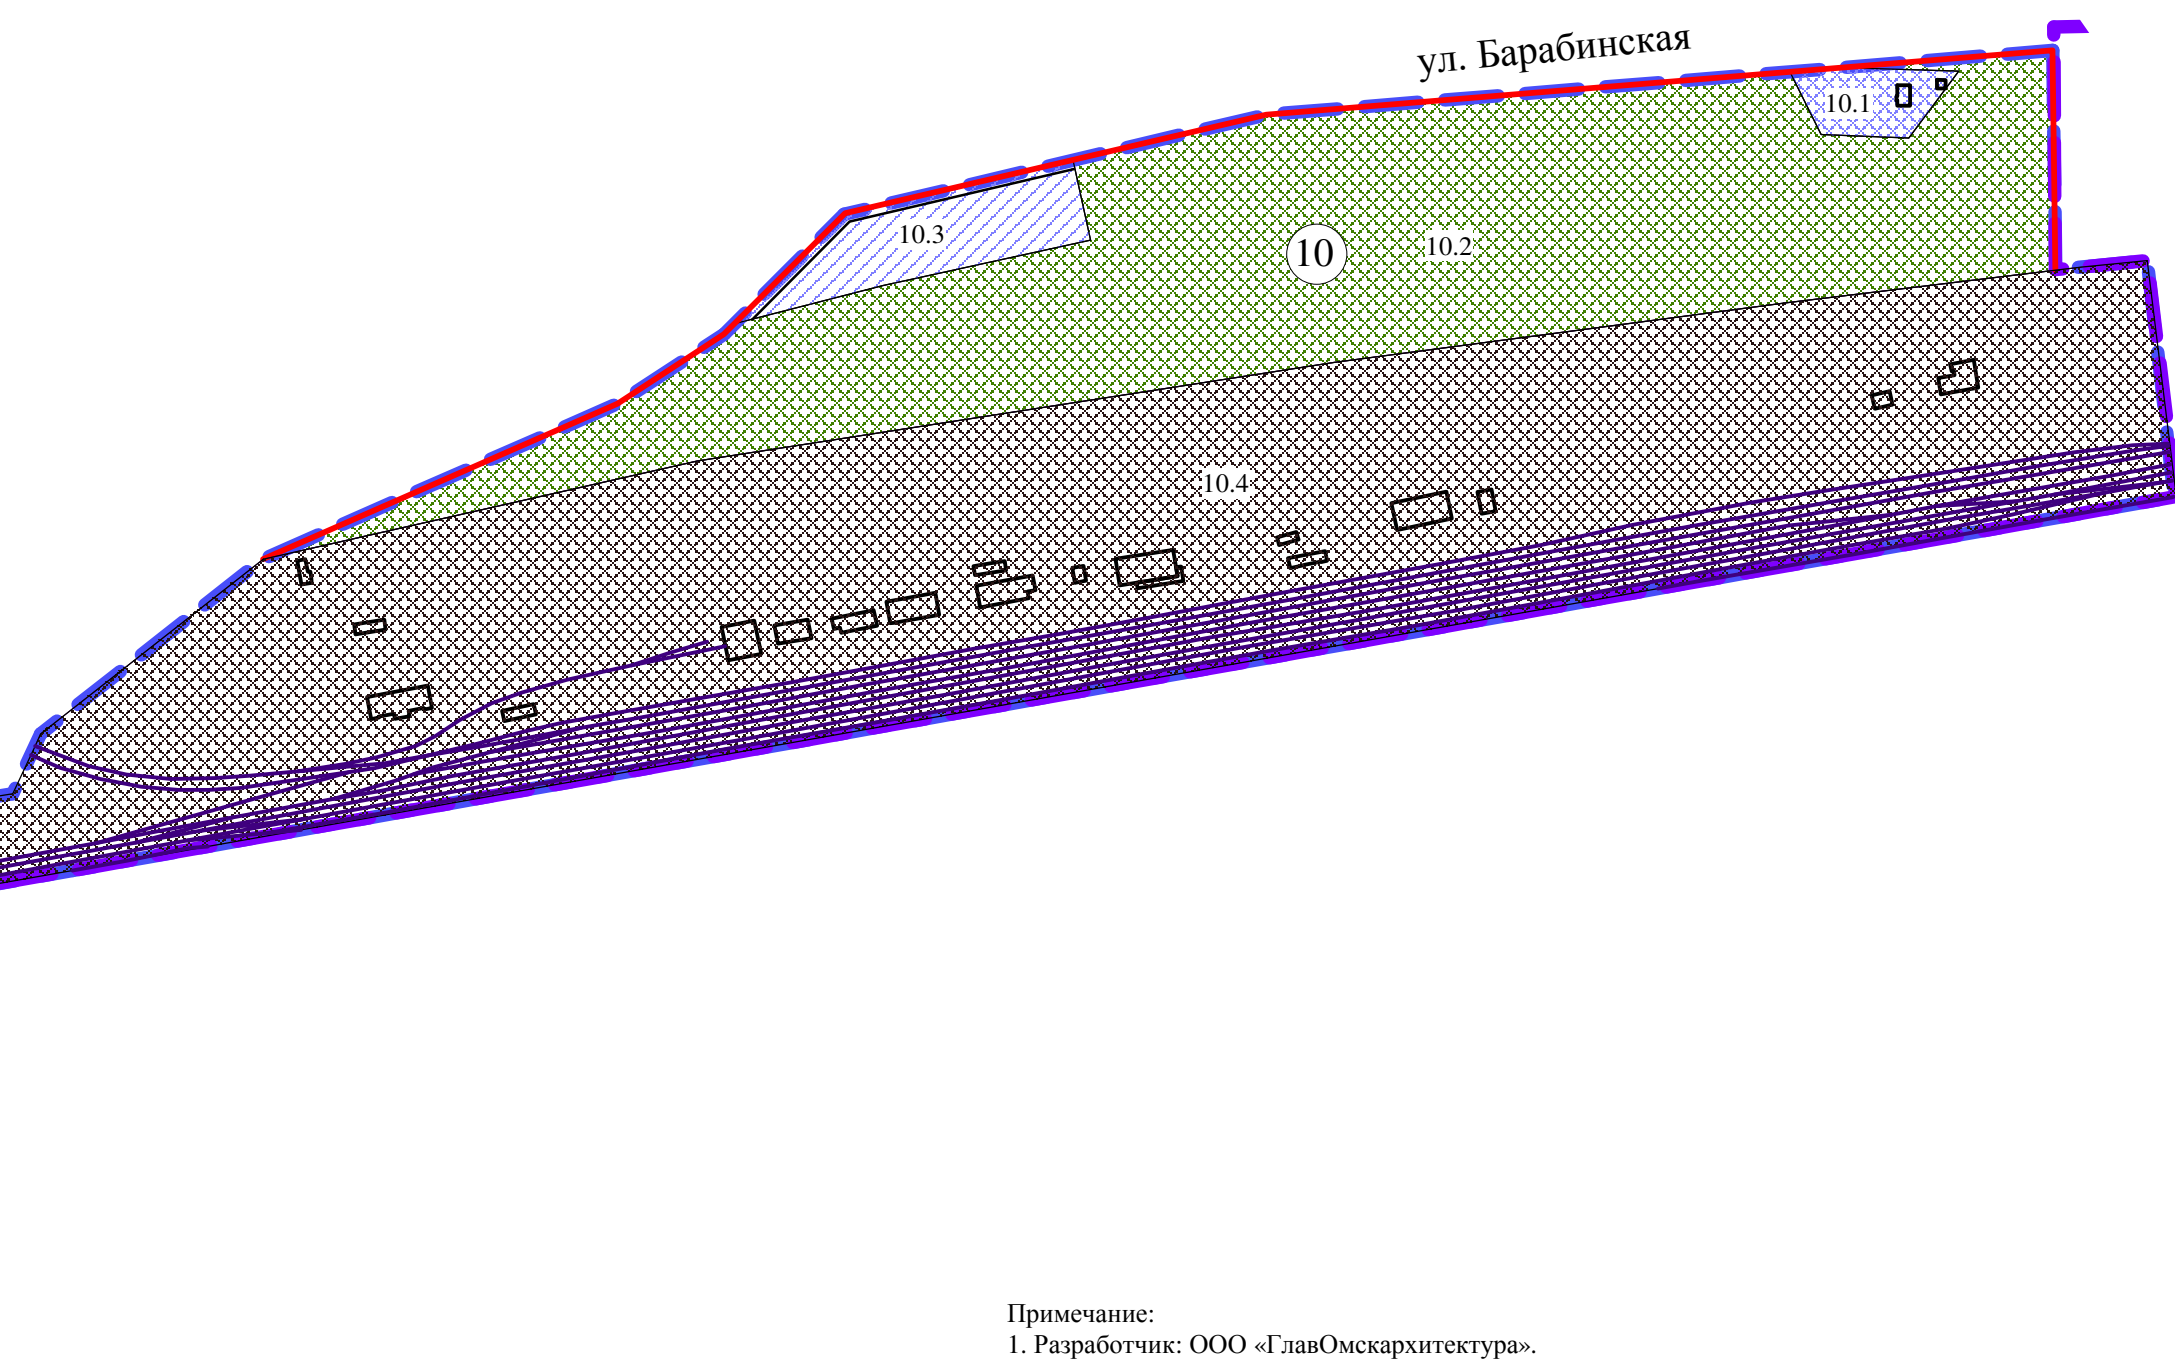 ул. Барабинская
10.1
10.3
10
10.2
10.4
Примечание:
1. Разработчик: ООО «ГлавОмскархитектура».